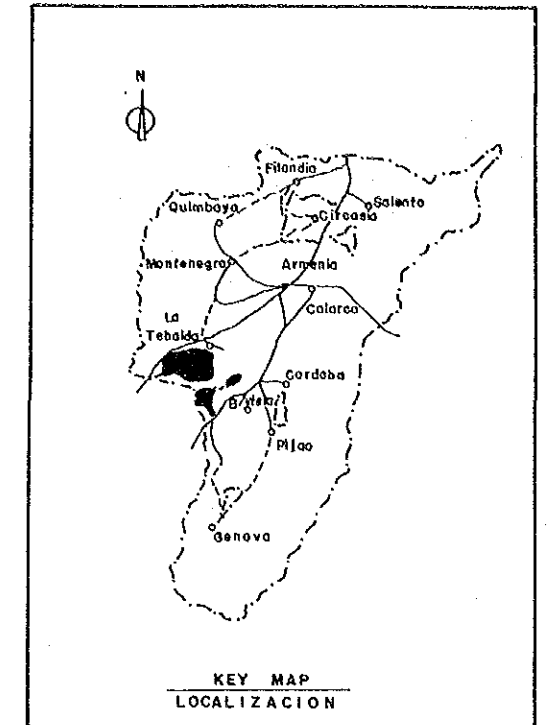 N
Filandia
Salento
Quimbaya
Circasia
Montenegro
Armenia
Calarca
La
Tebaida
Cordoba
Pijao
Genova
KEY MAP
LOCALIZACION